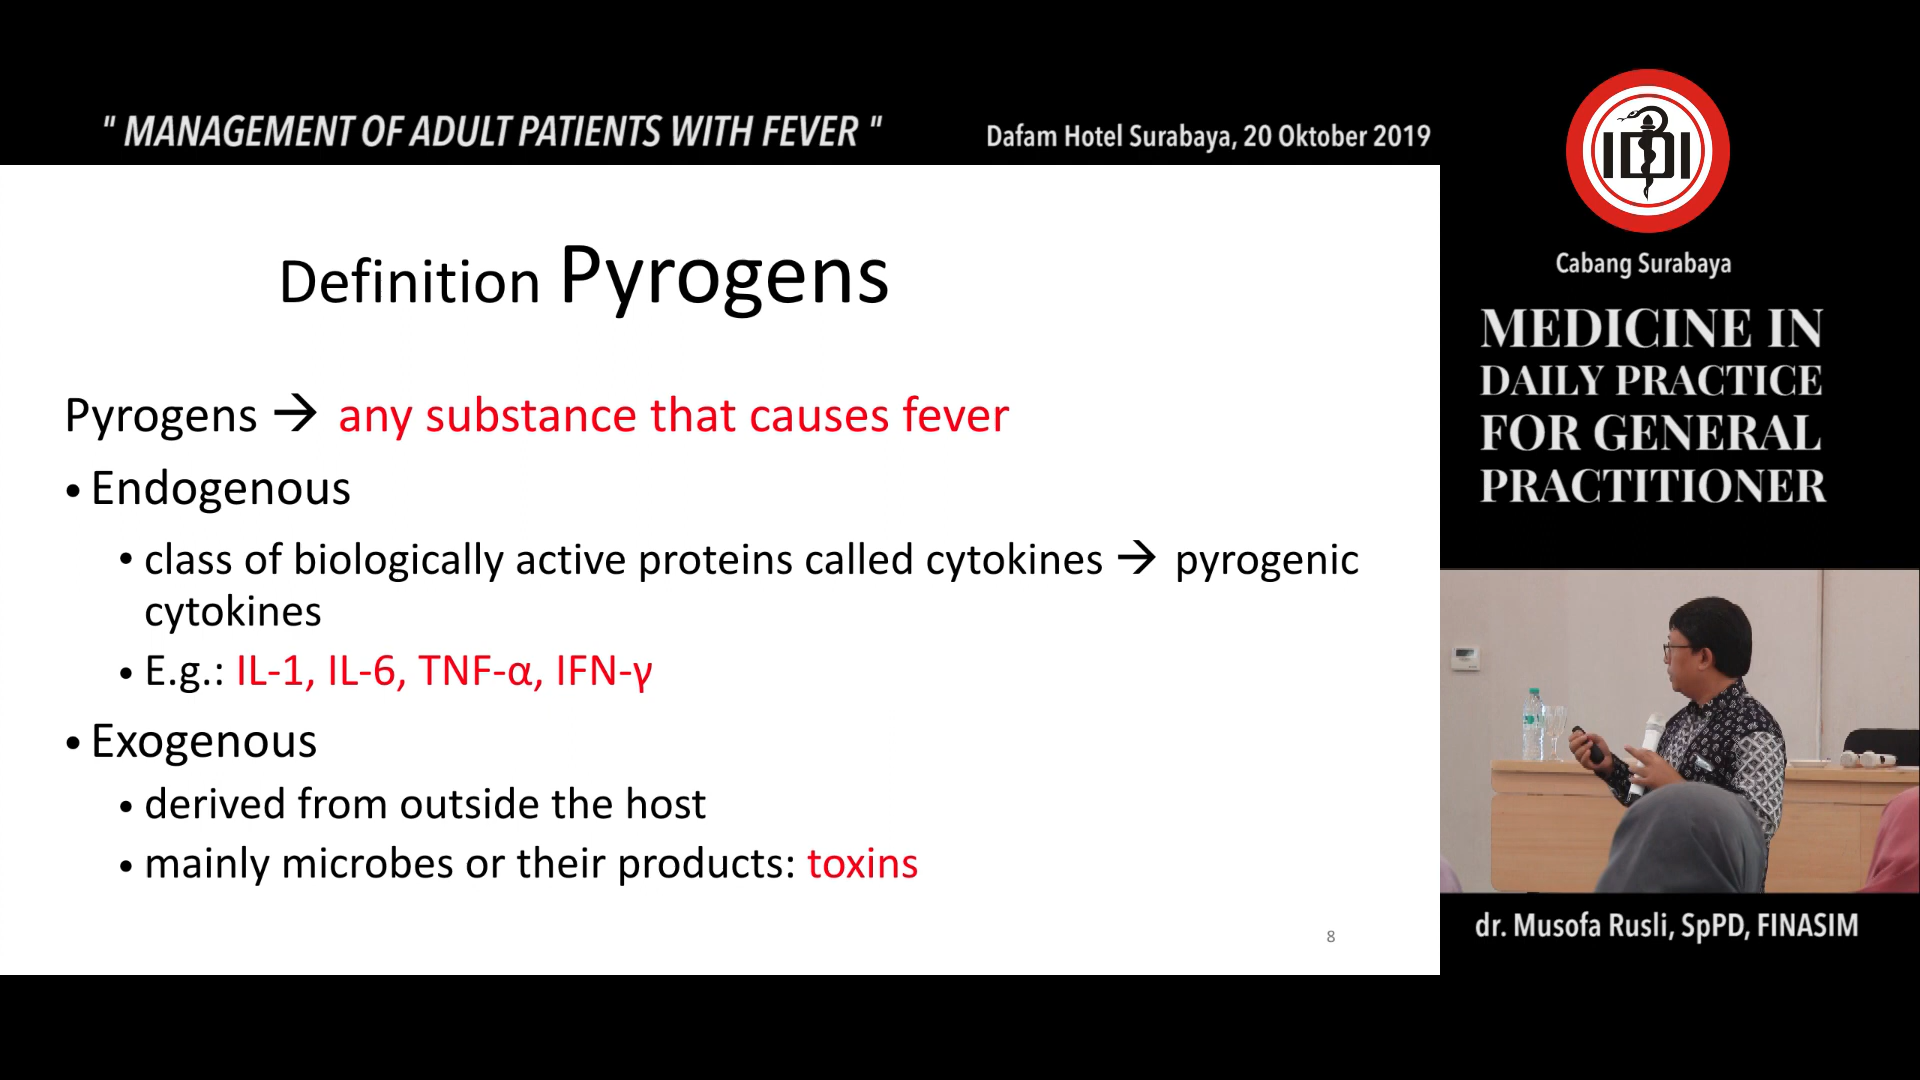 " MANAGEMENT OF ADULT PATIENTS WITH FEVER "
Dafam Hotel Surabaya, 20 Oktober 2019
IDI
Cabang Surabaya
MEDICINE IN
DAILY PRACTICE
FOR GENERAL
PRACTITIONER
Definition Pyrogens
Pyrogens → any substance that causes fever
• Endogenous
• class of biologically active proteins called cytokines → pyrogenic
cytokines
• E.g.: IL-1, IL-6, TNF-α, IFN-γ
• Exogenous
• derived from outside the host
• mainly microbes or their products: toxins
8
dr. Musofa Rusli, SpPD, FINASIM